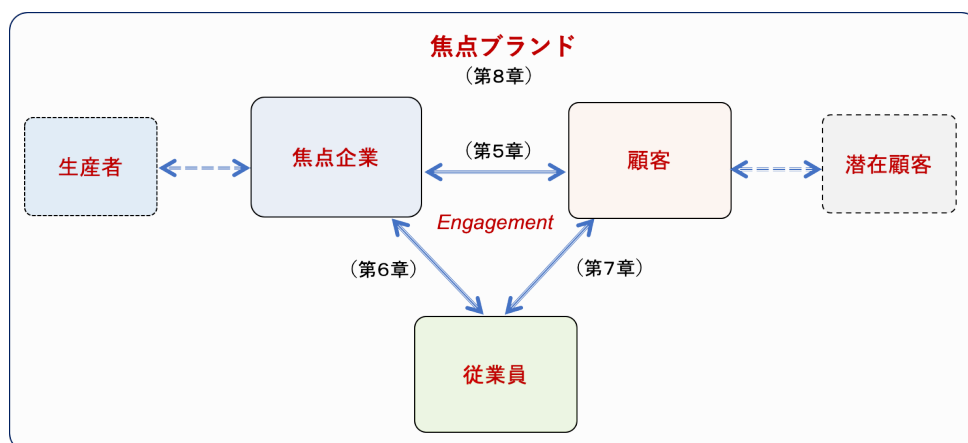 焦点ブランド
（第8章）
生産者
焦点企業
（第5章）
顧客
潜在顧客
Engagement
（第6章）
（第7章）
従業員